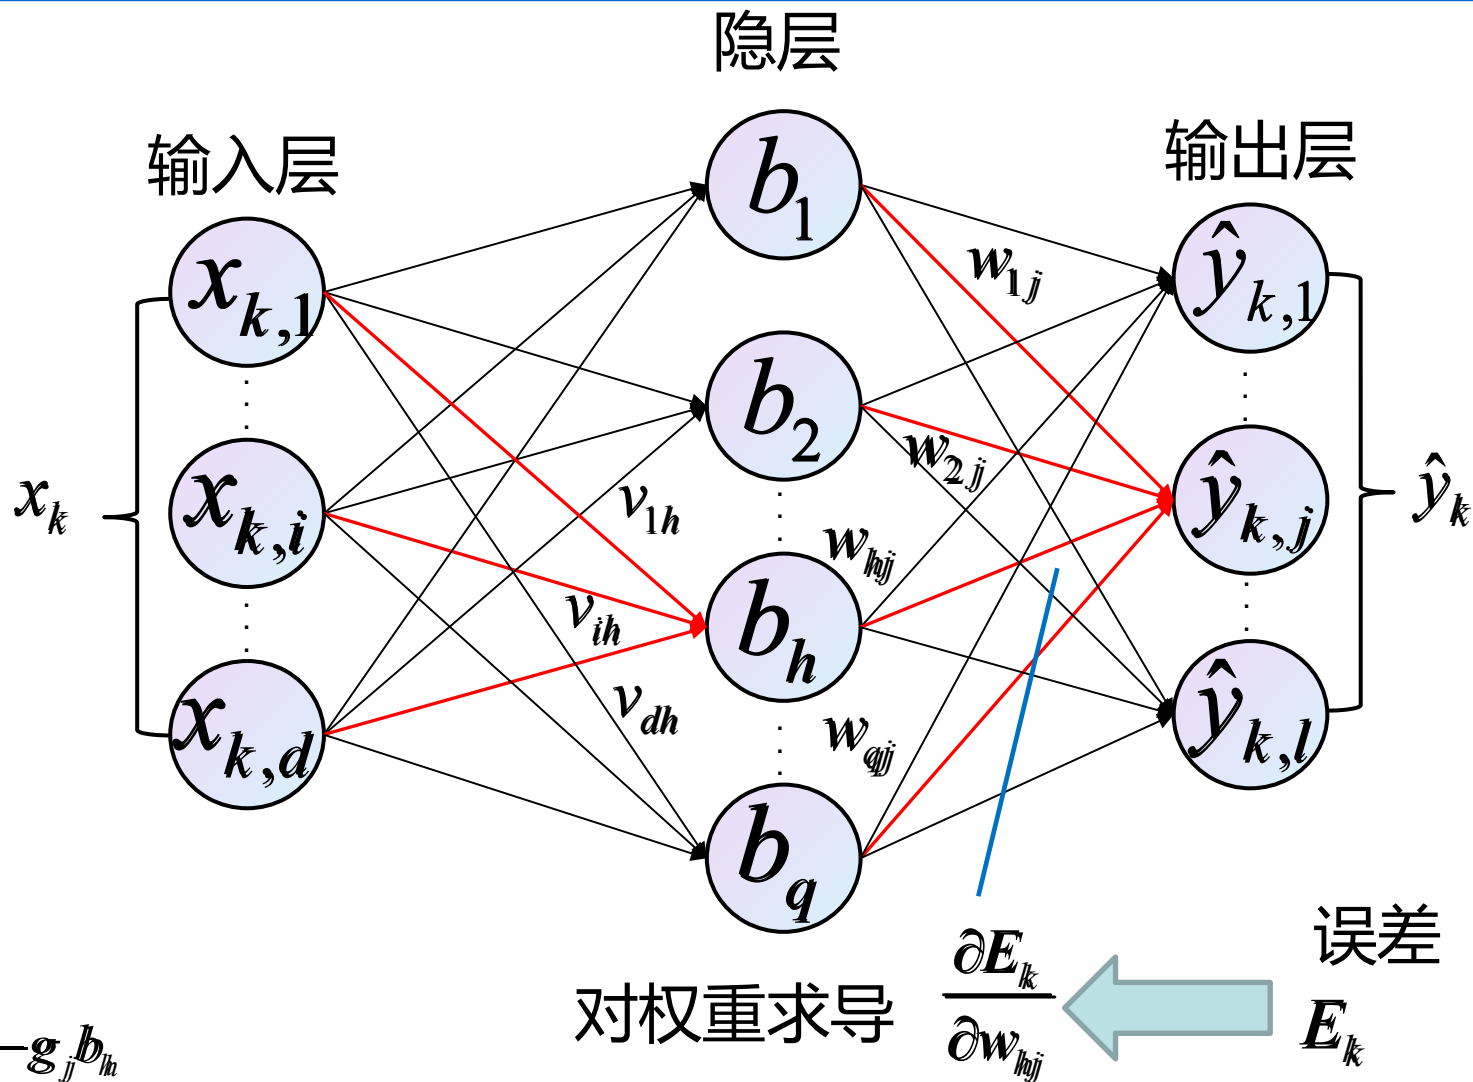 隐层
输入层
输出层
b_1
x_{k,1}
ŷ_{k,1}
w_{1j}
b_2
w_{2j}
x_k
x_{k,i}
v_{1h}
ŷ_{k,j}
ŷ_k
w_{hj}
v_{ih}
b_h
v_{dh}
x_{k,d}
w_{qj}
ŷ_{k,l}
b_q
误差
对权重求导
∂E_k
∂w_{hj}
E_k
−g_j b_h